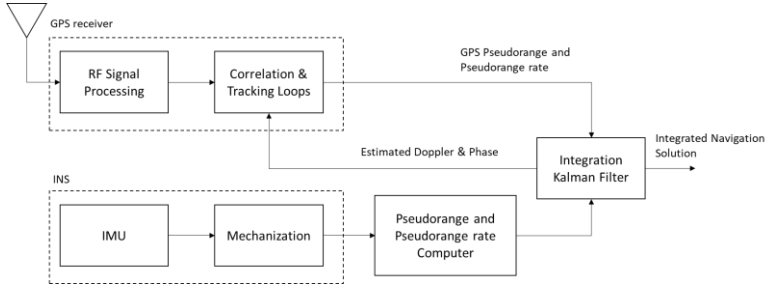 GPS receiver
RF Signal
Processing
Correlation &
Tracking Loops
GPS Pseudorange and
Pseudorange rate
Estimated Doppler & Phase
Integration
Kalman Filter
Integrated Navigation
Solution
INS
IMU
Mechanization
Pseudorange and
Pseudorange rate
Computer